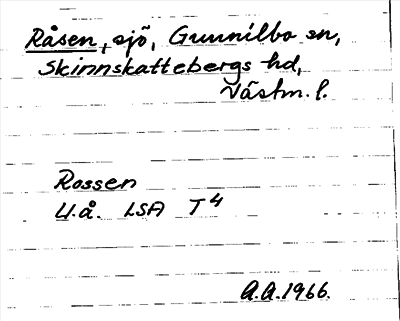 Råsen, sjö, Gunnilbo sn,
Skinnskattebergs hd,
Västm. l.
Rossen
U.å. LSA T4
A.A.1966.